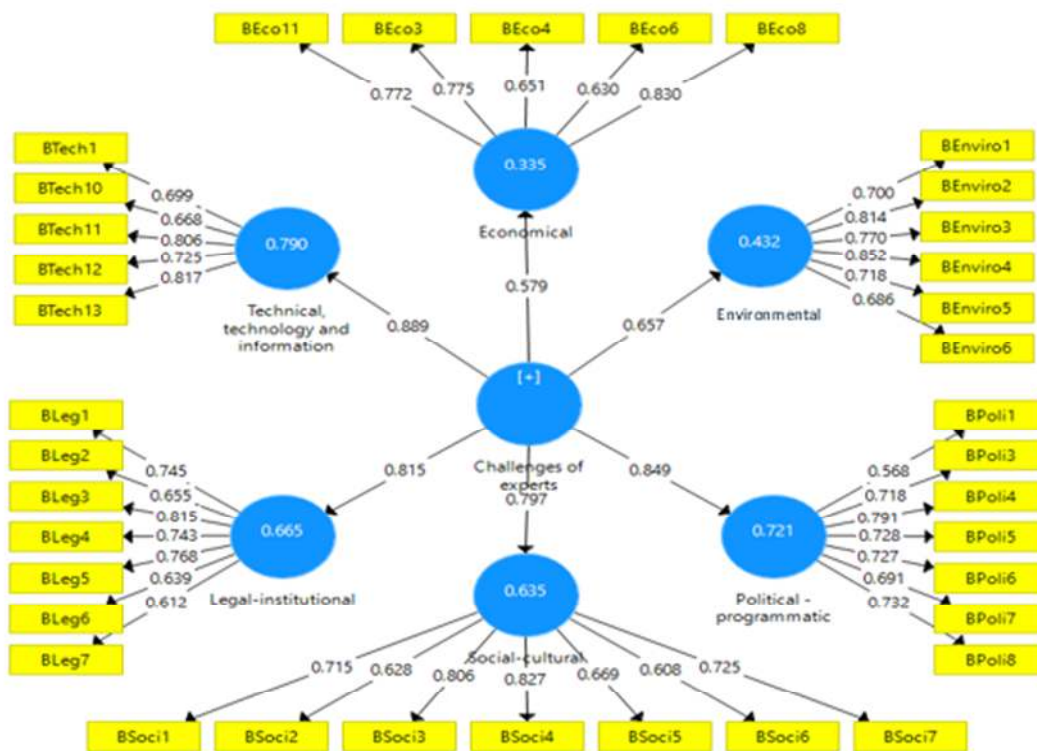 BEco11 BEco3 BEco4 BEco6 BEco8
0.772 0.775 0.651 0.630 0.830
0.335
Economical
BTech1
BTech10
BTech11
BTech12
BTech13
0.699
0.668
0.806
0.725
0.817
0.790
Technical,
technology and
information
BEnviro1
BEnviro2
BEnviro3
BEnviro4
BEnviro5
BEnviro6
0.700
0.814
0.770
0.852
0.718
0.686
0.432
Environmental
0.889
0.579
0.657
[+]
Challenges of
experts
0.815
0.797
0.849
BLeg1
BLeg2
BLeg3
BLeg4
BLeg5
BLeg6
BLeg7
0.745
0.655
0.815
0.743
0.768
0.639
0.612
0.665
Legal-institutional
0.635
Social-cultural
BPoli1
BPoli3
BPoli4
BPoli5
BPoli6
BPoli7
BPoli8
0.568
0.718
0.791
0.728
0.727
0.691
0.732
0.721
Political -
programmatic
0.715 0.628 0.806 0.827 0.669 0.608 0.725
BSoci1 BSoci2 BSoci3 BSoci4 BSoci5 BSoci6 BSoci7